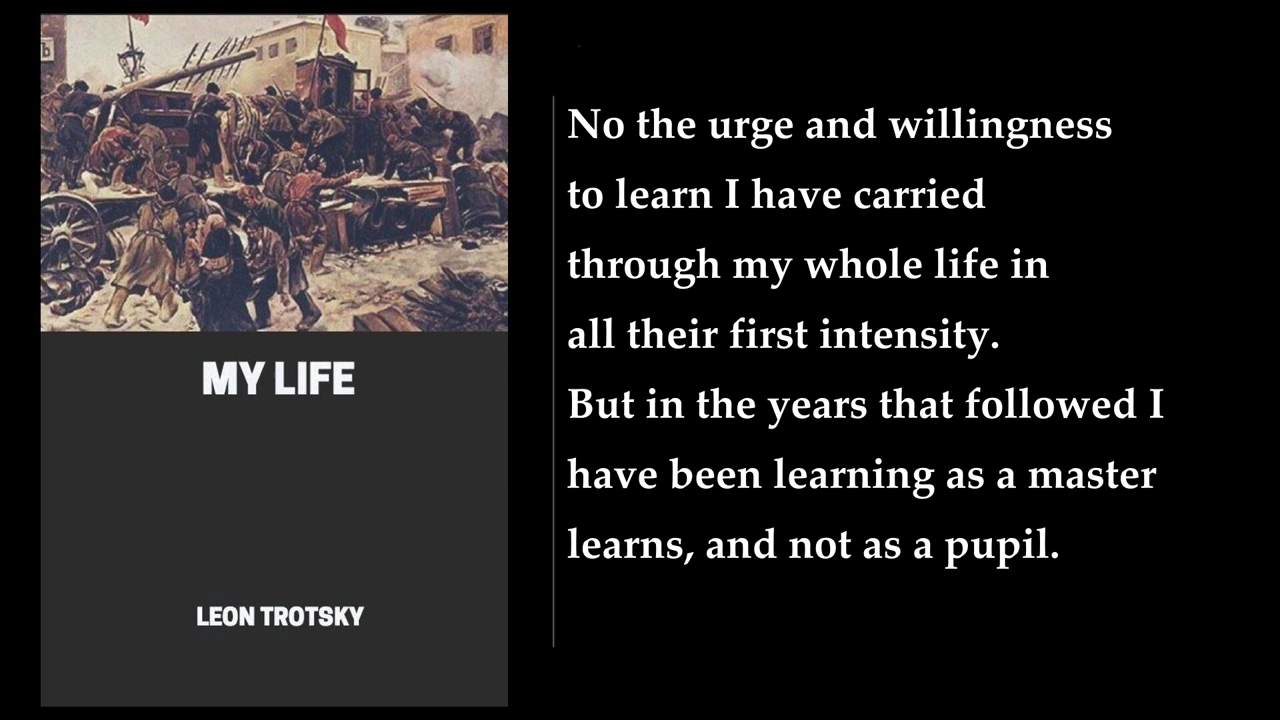 MY LIFE
LEON TROTSKY
No the urge and willingness
to learn I have carried
through my whole life in
all their first intensity.
But in the years that followed I
have been learning as a master
learns, and not as a pupil.